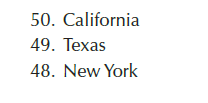 50. California
49. Texas
48. New York